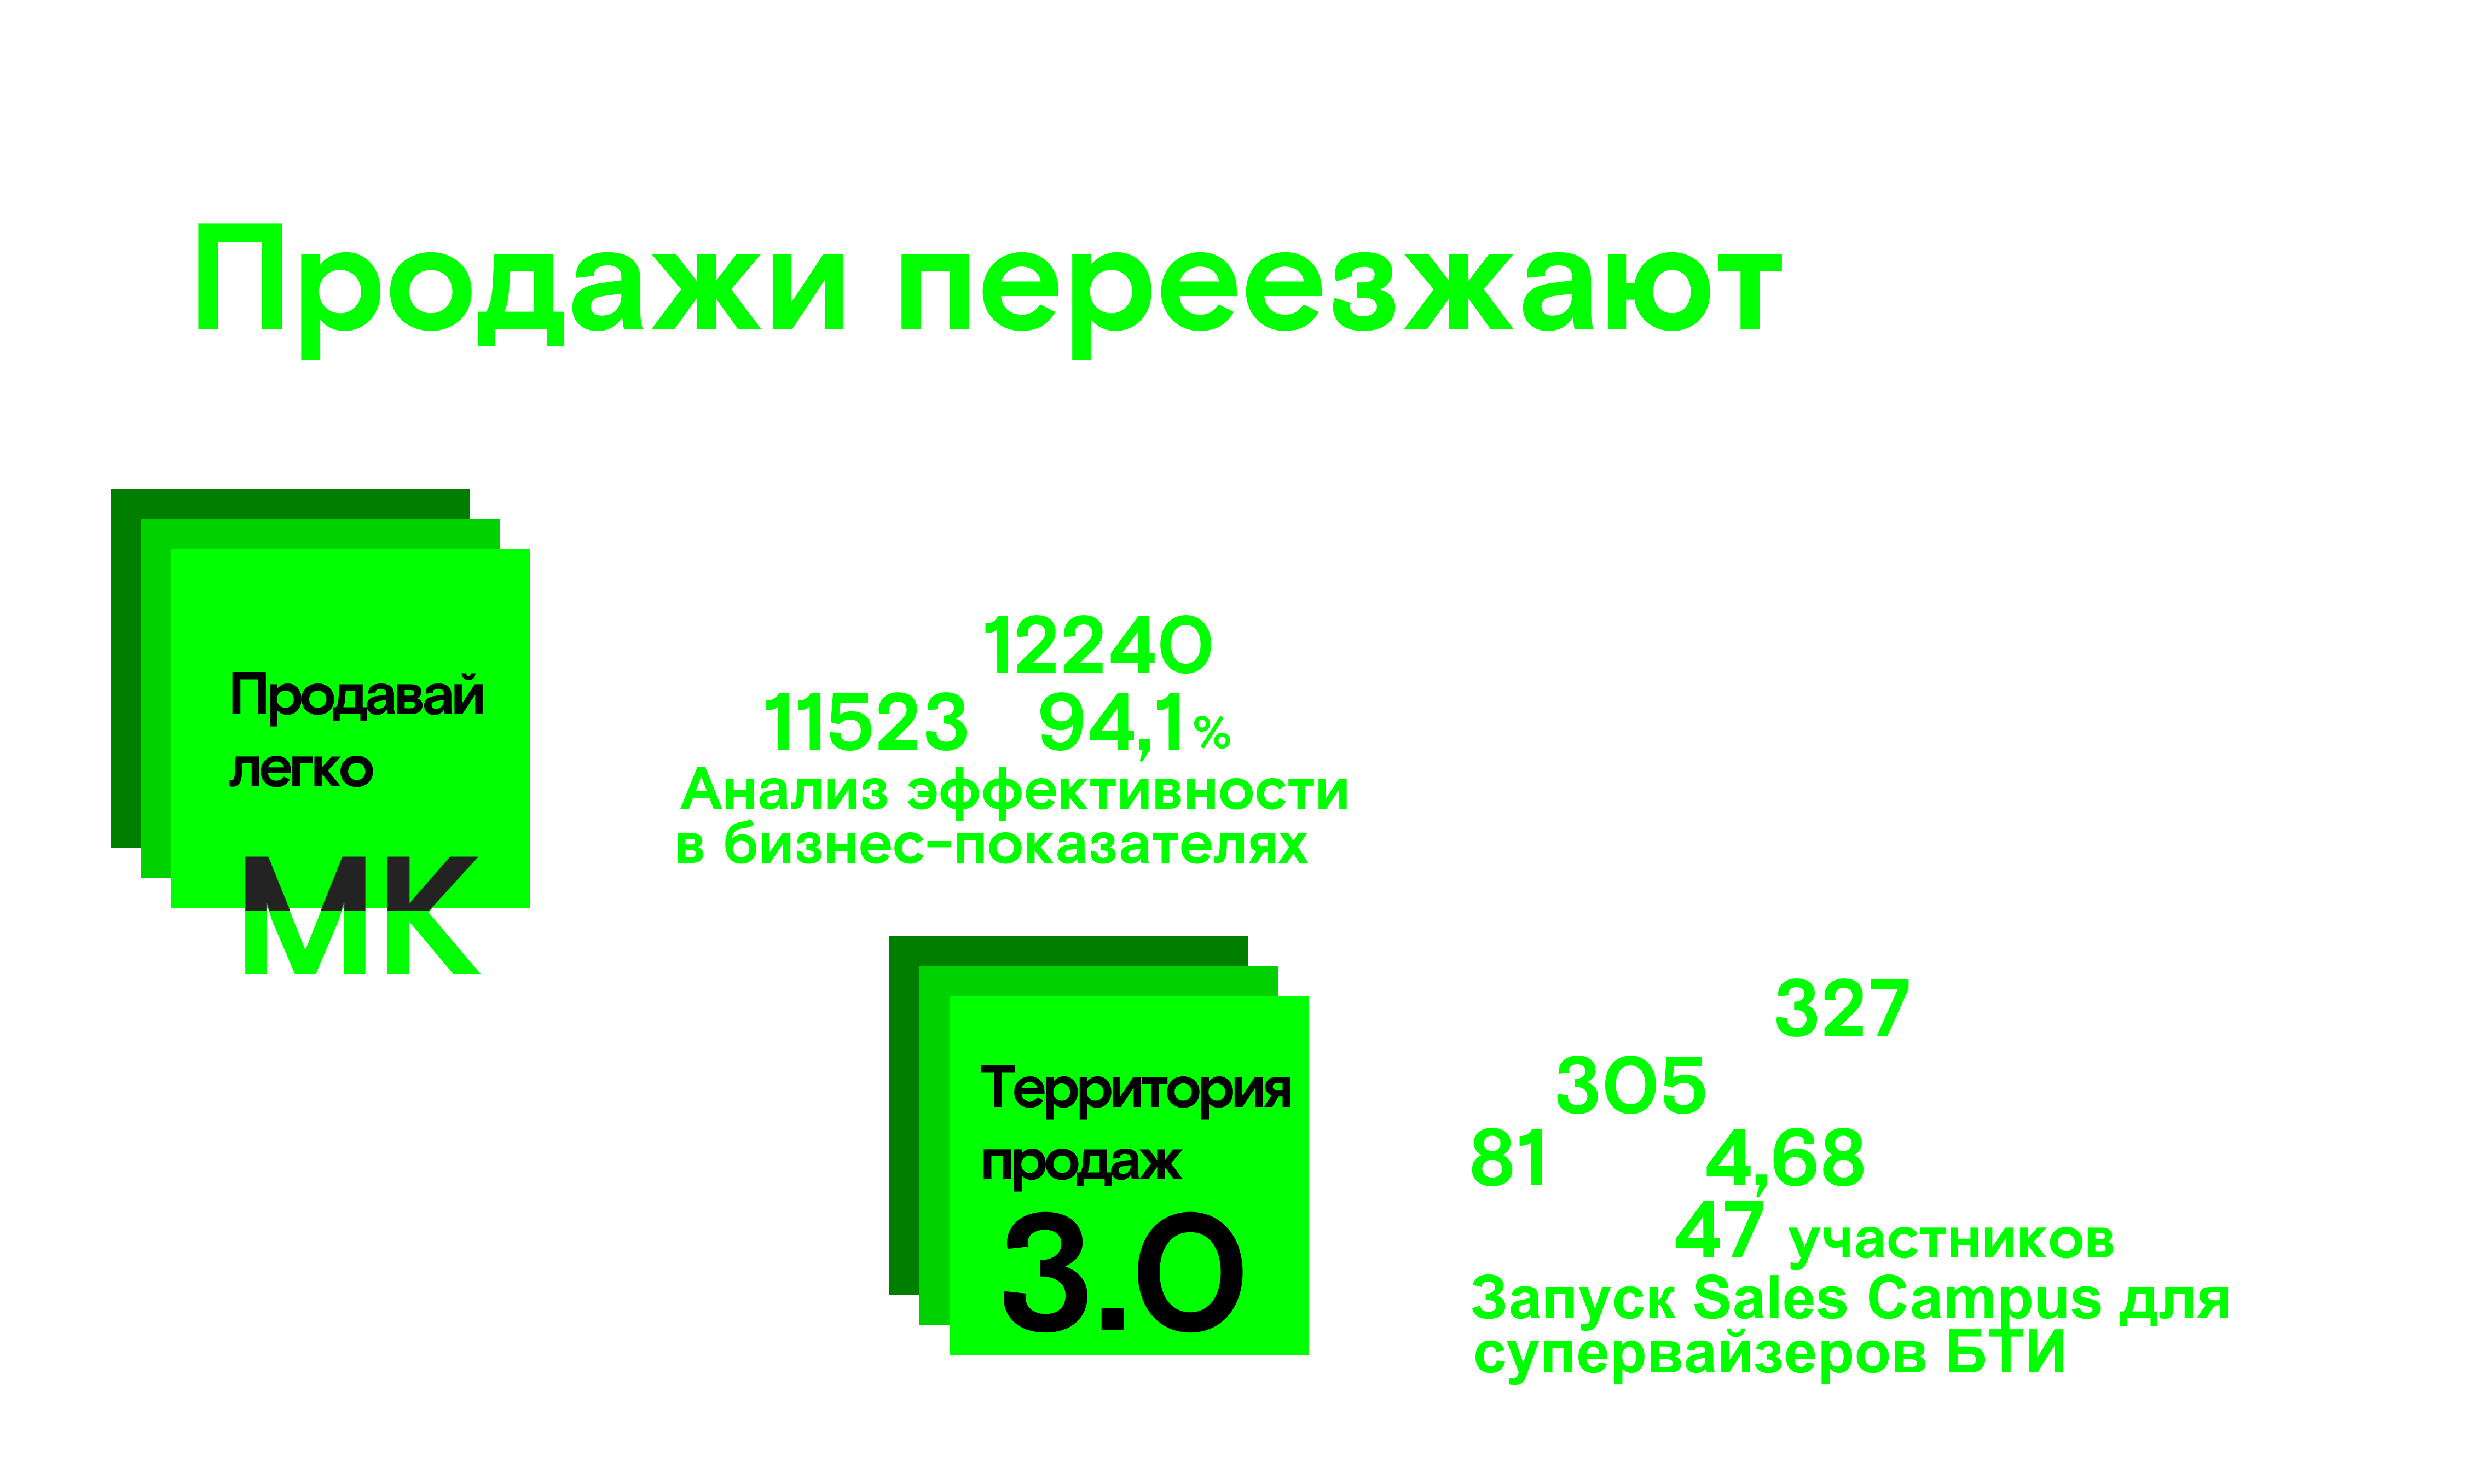 Продажи переезжают
Продавай
легко
МК
12240
11523 94,1%
Анализ эффективности
в бизнес-показателях
Территория
продаж
3.0
327
305
81 4,68
47 участников
Запуск Sales Campus для
супервайзеров БТИ